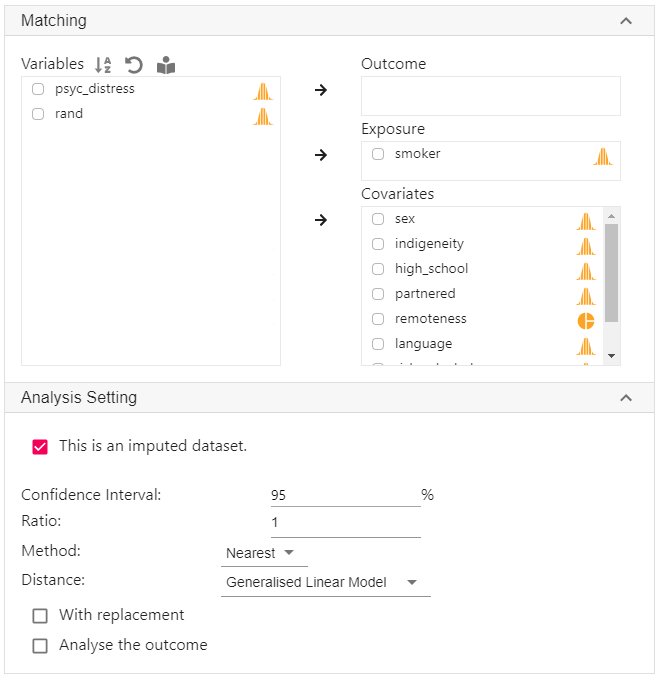 Matching
Variables
Outcome
psyc_distress
rand
Exposure
smoker
Covariates
sex
indigeneity
high_school
partnered
remoteness
language
Analysis Setting
This is an imputed dataset.
Confidence Interval: 95 %
Ratio: 1
Method: Nearest
Distance: Generalised Linear Model
With replacement
Analyse the outcome